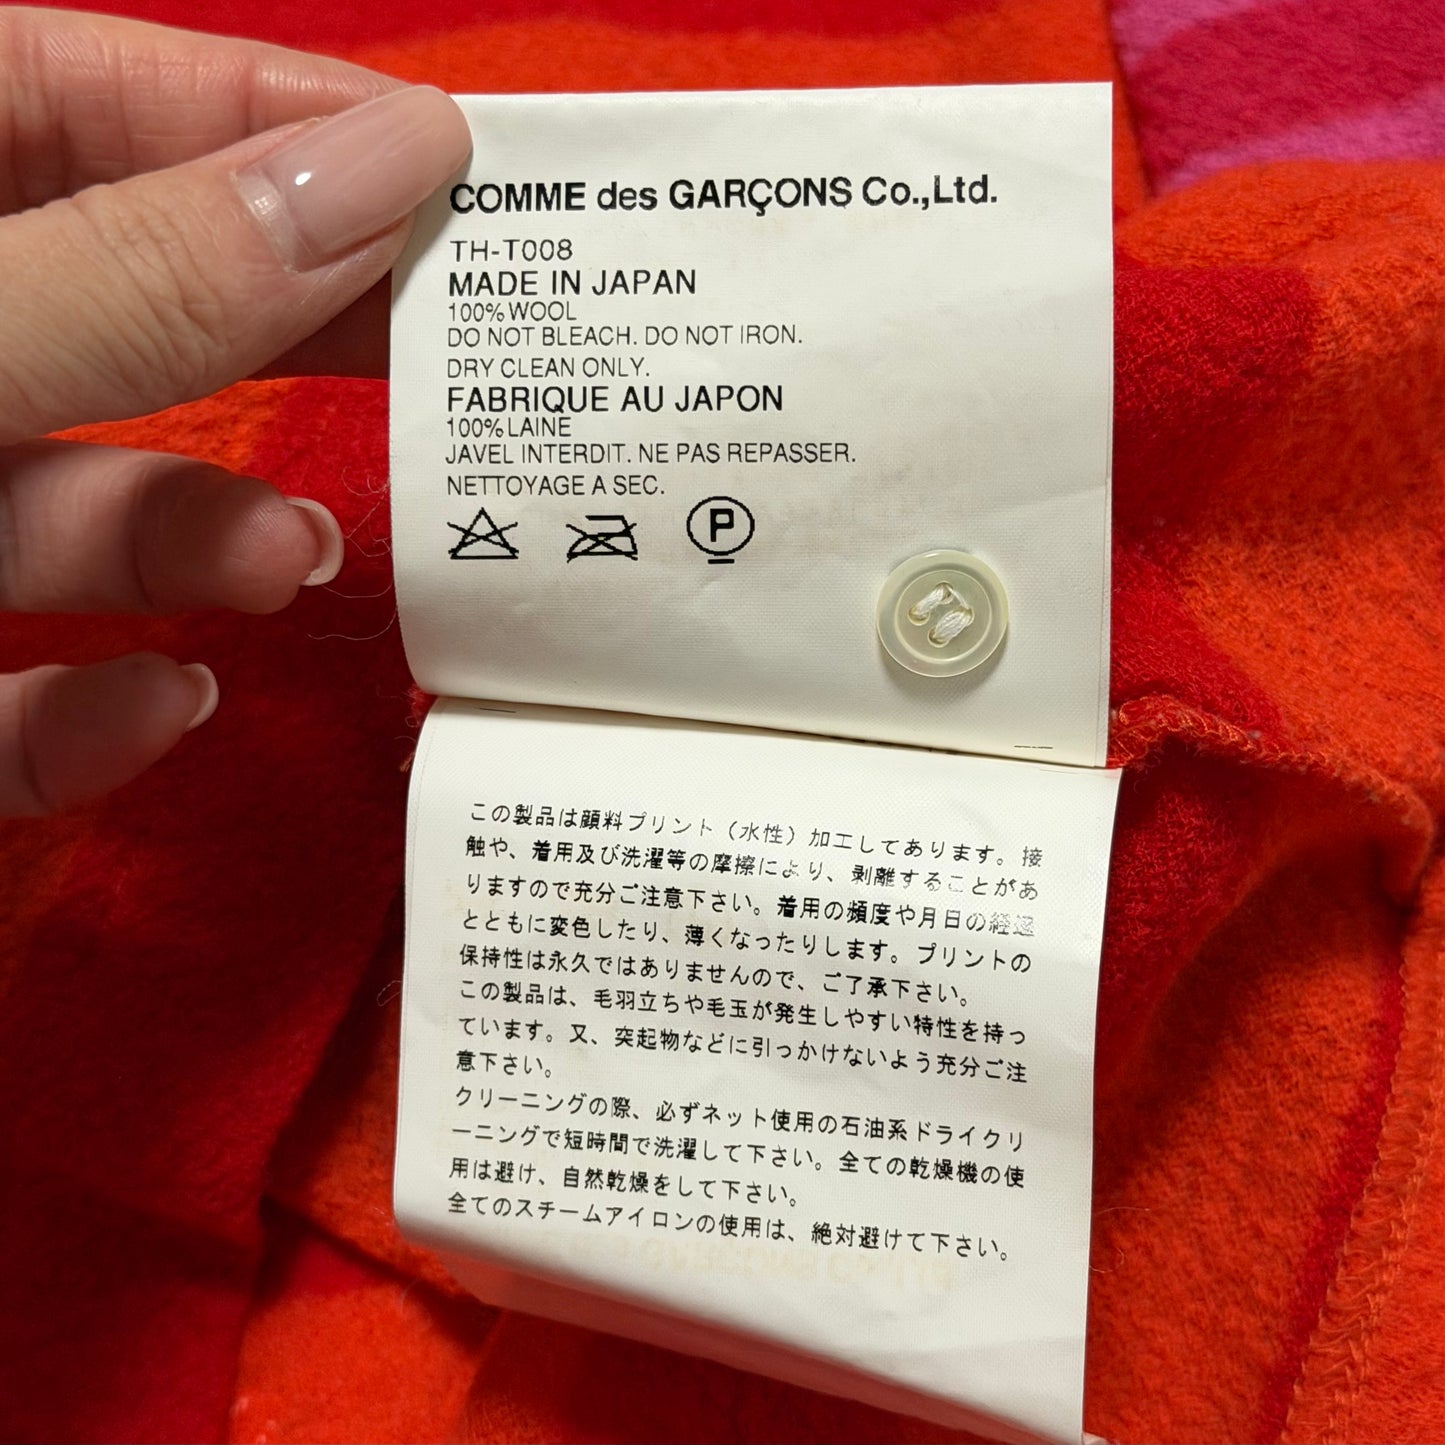 COMME des GARÇONS Co.,Ltd.
TH-T008
MADE IN JAPAN
100% WOOL
DO NOT BLEACH. DO NOT IRON.
DRY CLEAN ONLY.
FABRIQUE AU JAPON
100% LAINE
JAVEL INTERDIT. NE PAS REPASSER.
NETTOYAGE A SEC.
P
この製品は顔料プリント（水性）加工してあります。接
触や、着用及び洗濯等の摩擦により、剥離することがあ
りますので充分ご注意下さい。着用の頻度や月日の経過
とともに変色したり、薄くなったりします。プリントの
保持性は永久ではありませんので、ご了承下さい。
この製品は、毛羽立ちや毛玉が発生しやすい特性を持っ
ています。又、突起物などに引っかけないよう充分ご注
意下さい。
クリーニングの際、必ずネット使用の石油系ドライクリ
ーニングで短時間で洗濯して下さい。全ての乾燥機の使
用は避け、自然乾燥をして下さい。
全てのスチームアイロンの使用は、絶対避けて下さい。